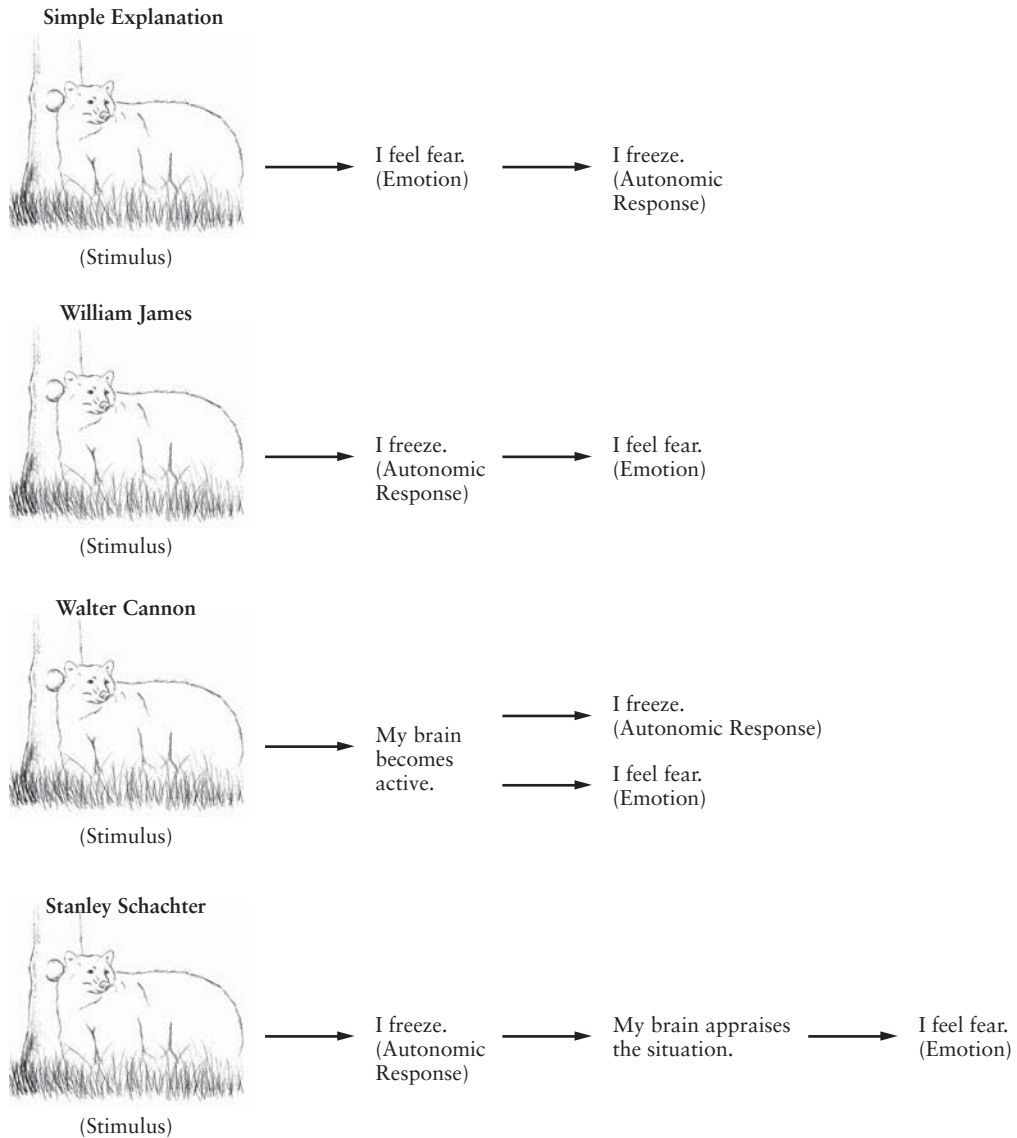 Simple Explanation
I feel fear.
(Emotion)
I freeze.
(Autonomic
Response)
(Stimulus)
William James
I freeze.
(Autonomic
Response)
I feel fear.
(Emotion)
(Stimulus)
Walter Cannon
My brain
becomes
active.
I freeze.
(Autonomic Response)
I feel fear.
(Emotion)
(Stimulus)
Stanley Schachter
I freeze.
(Autonomic
Response)
My brain appraises
the situation.
I feel fear.
(Emotion)
(Stimulus)